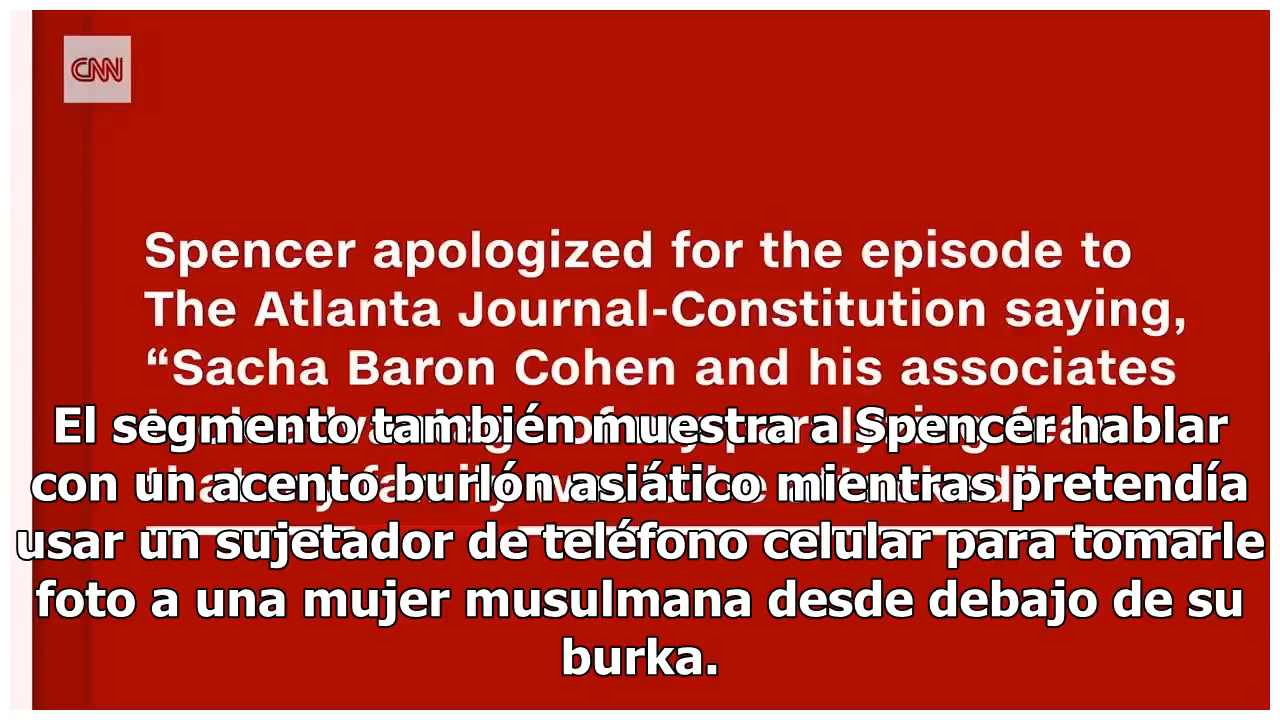 CNN
Spencer apologized for the episode to
The Atlanta Journal-Constitution saying,
“Sacha Baron Cohen and his associates
El segmento también muestra a Spencer hablar
con un acento burlón asiático mientras pretendía
usar un sujetador de teléfono celular para tomarle
foto a una mujer musulmana desde debajo de su
burka.